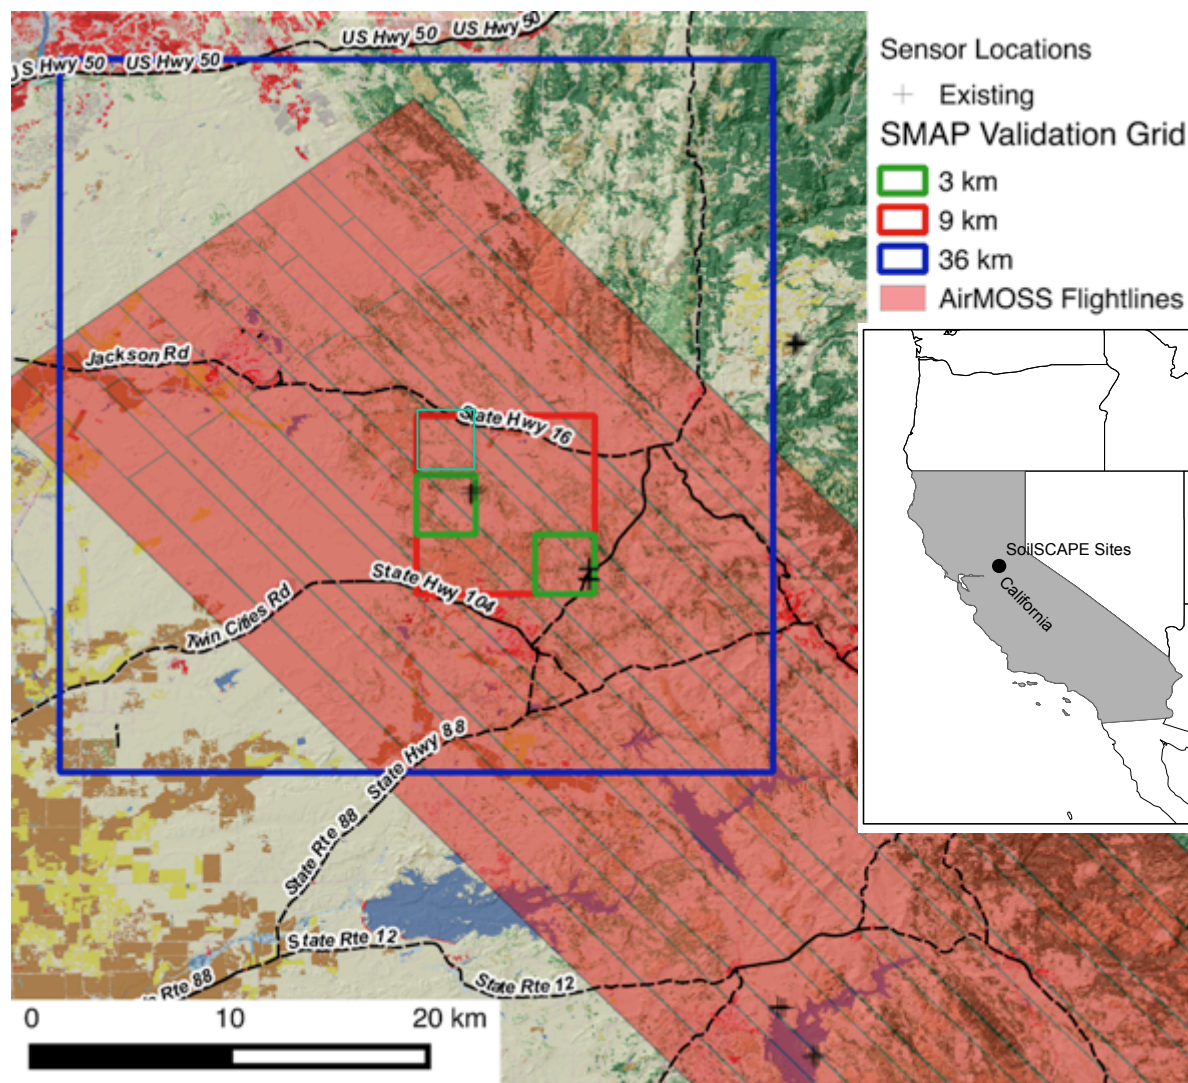 US Hwy 50 US Hwy 50
US Hwy 50 US Hwy 50
Jackson Rd
State Hwy 16
State Hwy 104
Twin Cities Rd
State Hwy 88
State Rte 88
State Rte 12
State Rte 12
Rte 88
0 10 20 km
Sensor Locations
Existing
SMAP Validation Grid
3 km
9 km
36 km
AirMOSS Flightlines
SoilSCAPE Sites
California